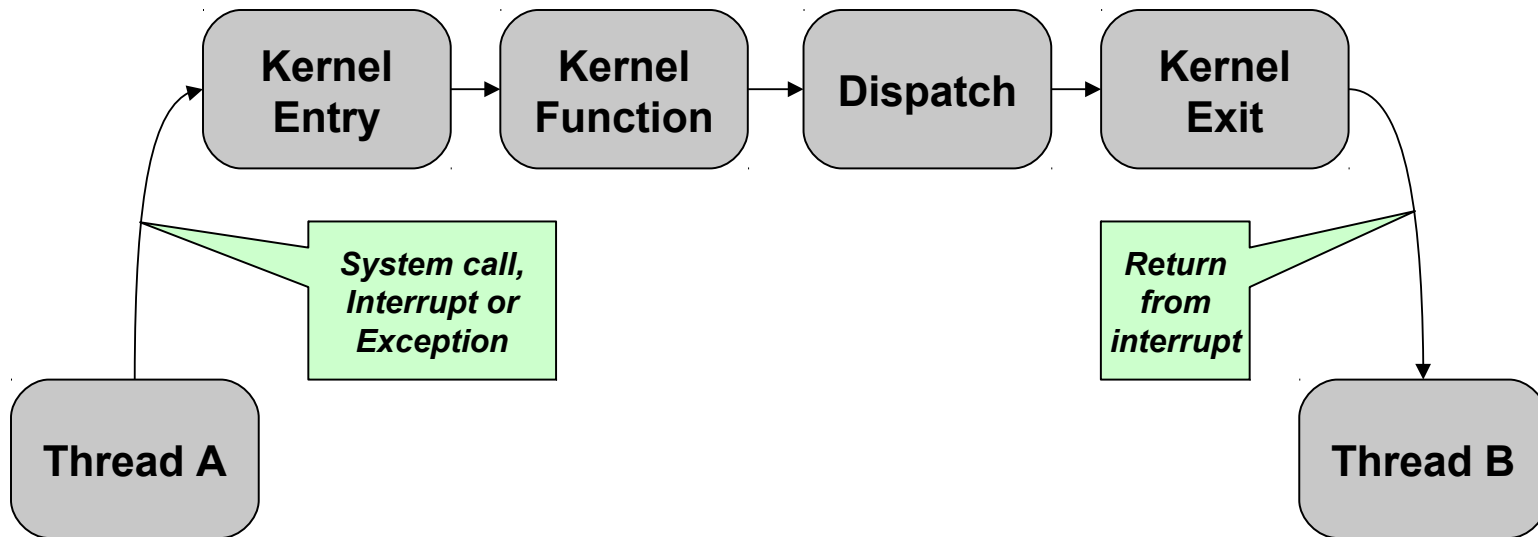 Kernel
Entry
Kernel
Function
Dispatch
Kernel
Exit
System call,
Interrupt or
Exception
Return
from
interrupt
Thread A
Thread B